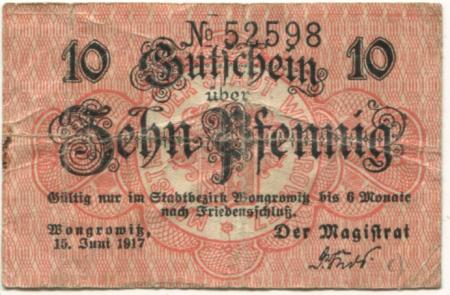 № 52598
10 Gutschein 10
über
Zehn Pfennig
Gültig nur im Stadtbezirk Wongrowitz bis 6 Monate
nach Friedensschluß.
Wongrowitz, Der Magistrat
15. Juni 1917